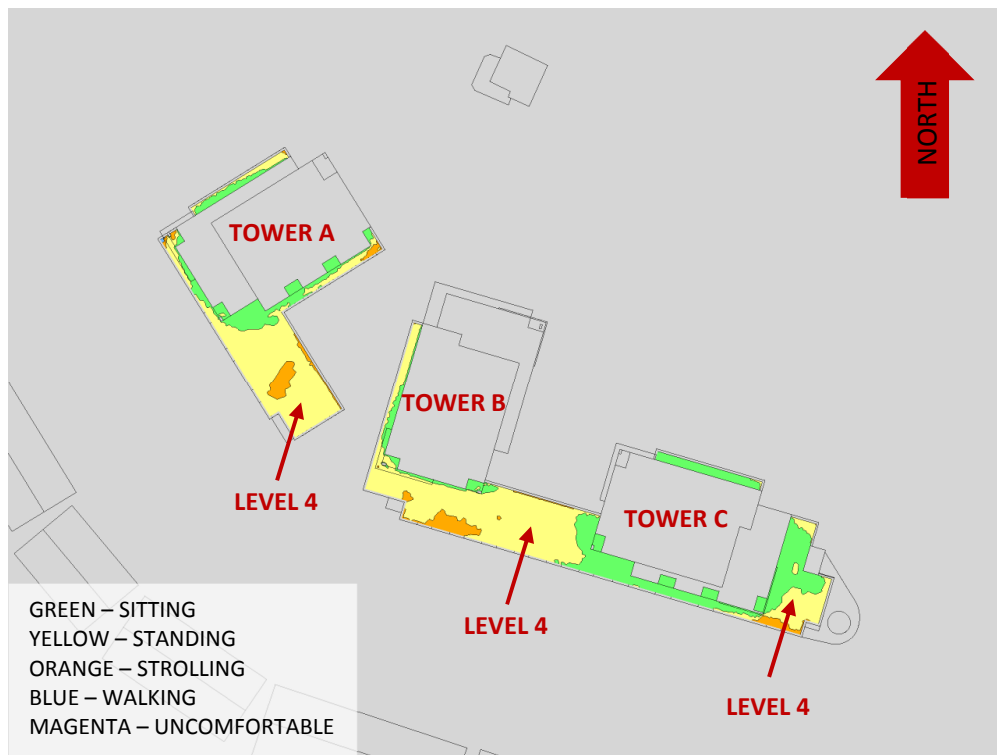 NORTH
TOWER A
TOWER B
LEVEL 4
TOWER C
LEVEL 4
LEVEL 4
GREEN – SITTING
YELLOW – STANDING
ORANGE – STROLLING
BLUE – WALKING
MAGENTA – UNCOMFORTABLE